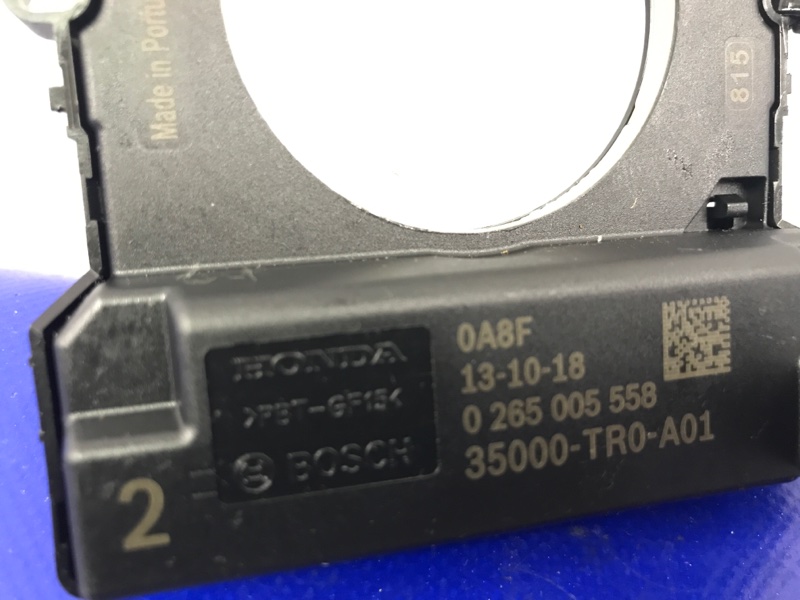 Made in
815
HONDA
>PBT-GF15<
BOSCH
0A8F
13-10-18
0 265 005 558
35000-TR0-A01
2